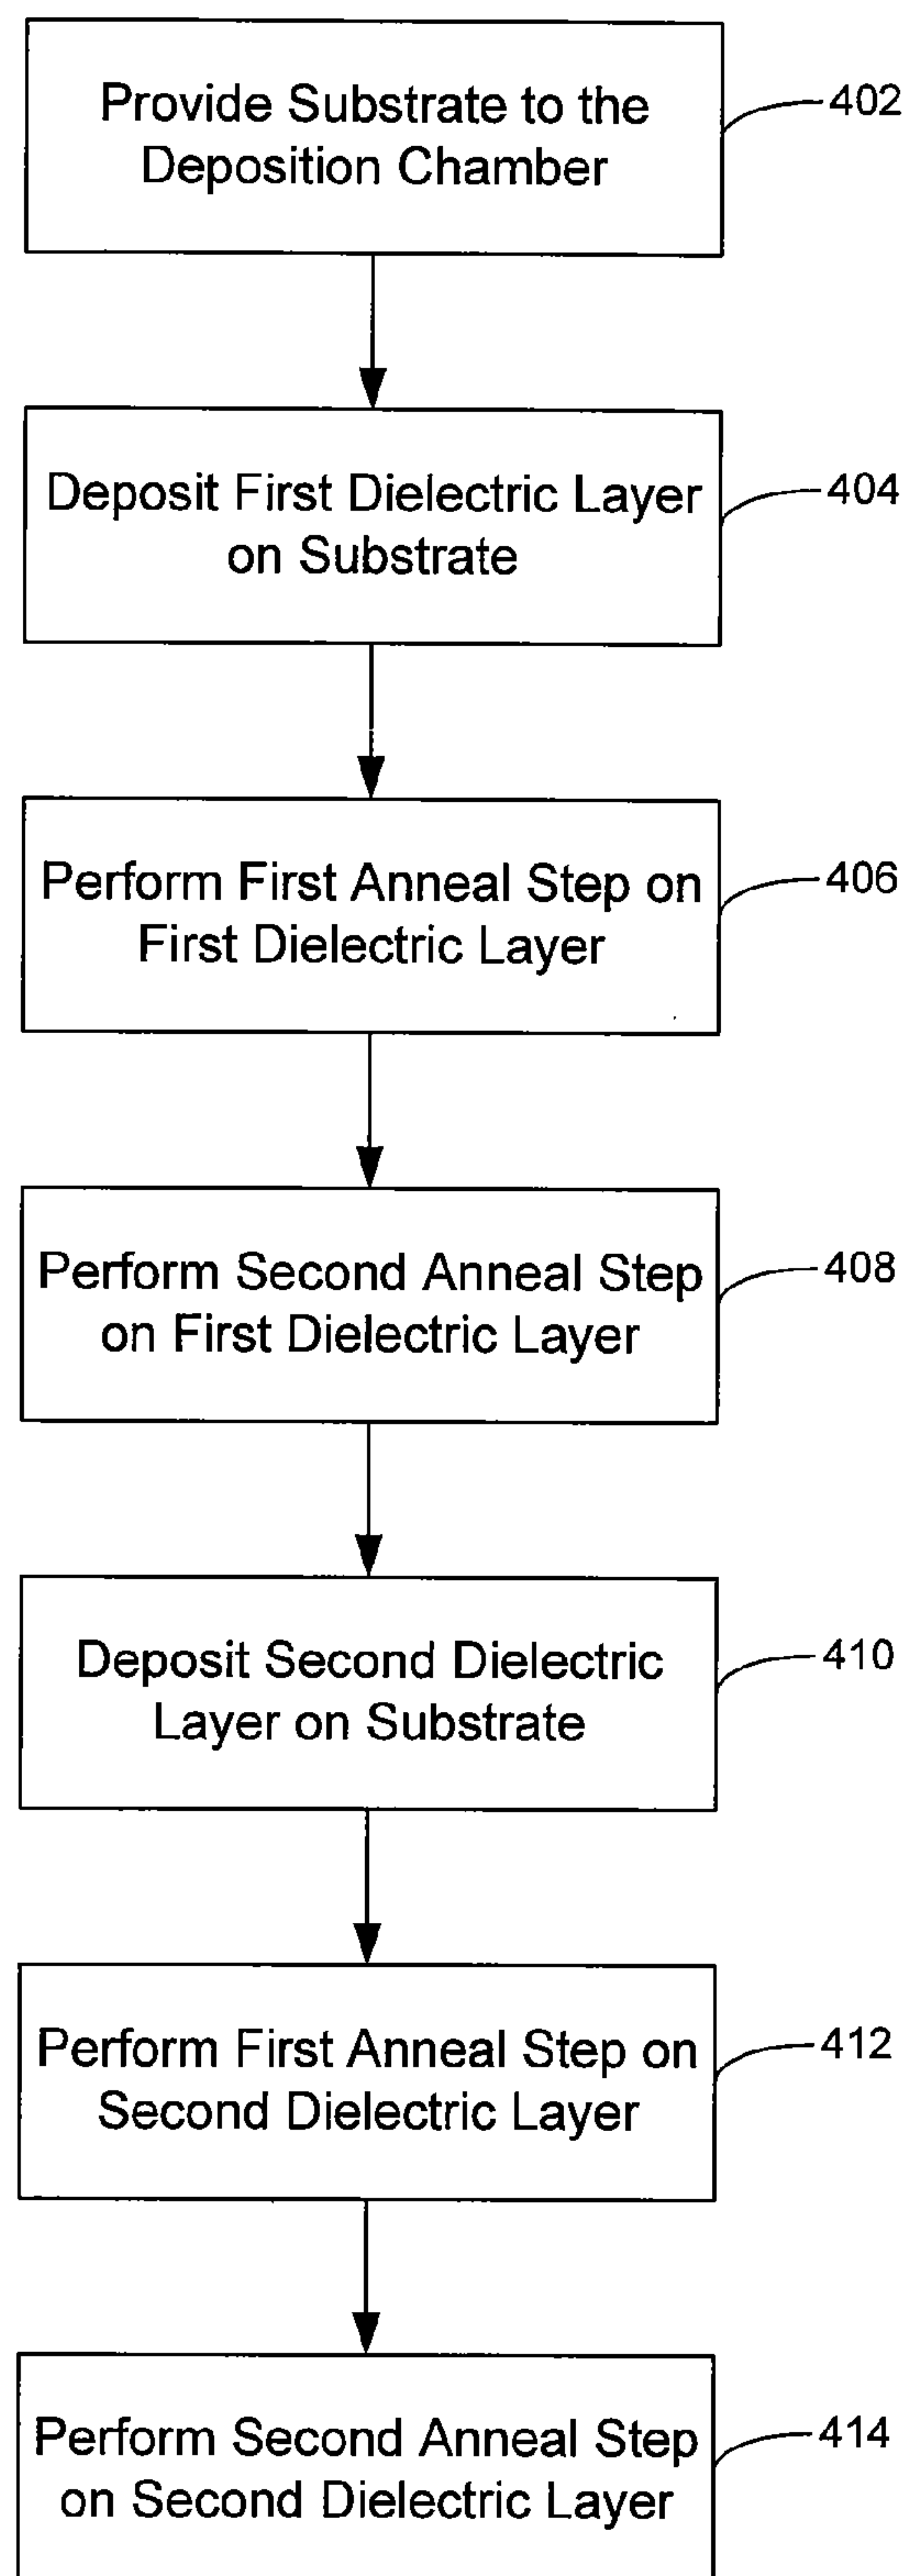 Provide Substrate to the
Deposition Chamber
402
Deposit First Dielectric Layer
on Substrate
404
Perform First Anneal Step on
First Dielectric Layer
406
Perform Second Anneal Step
on First Dielectric Layer
408
Deposit Second Dielectric
Layer on Substrate
410
Perform First Anneal Step on
Second Dielectric Layer
412
Perform Second Anneal Step
on Second Dielectric Layer
414